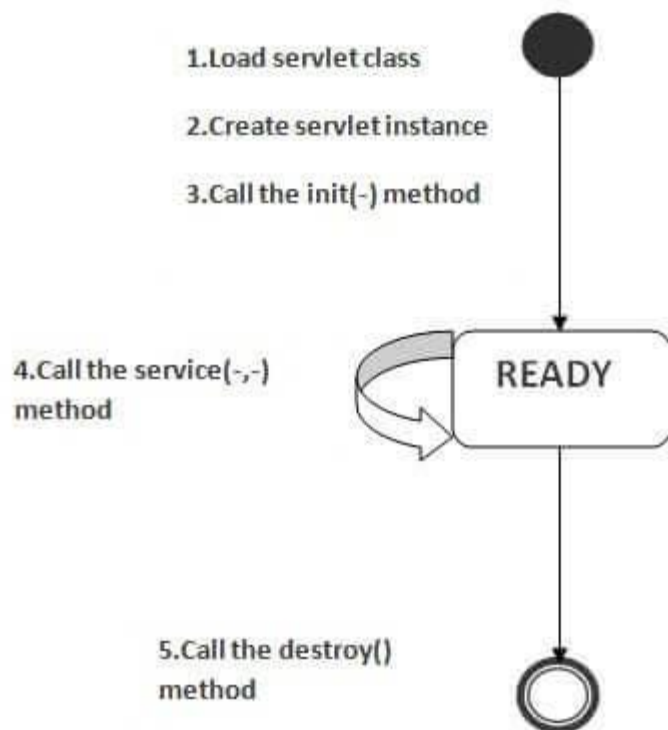 1.Load servlet class
2.Create servlet instance
3.Call the init(-) method
4.Call the service(-,-)
method
READY
5.Call the destroy()
method